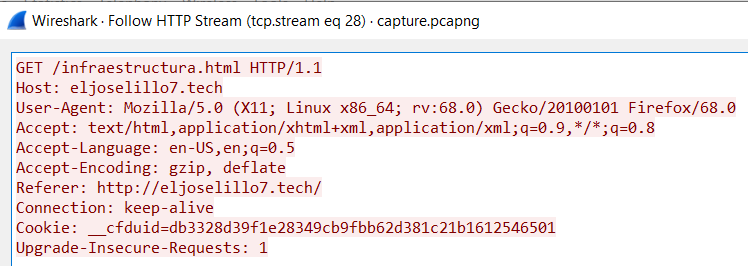 Wireshark · Follow HTTP Stream (tcp.stream eq 28) · capture.pcapng
GET /infraestructura.html HTTP/1.1
Host: eljoselillo7.tech
User-Agent: Mozilla/5.0 (X11; Linux x86_64; rv:68.0) Gecko/20100101 Firefox/68.0
Accept: text/html,application/xhtml+xml,application/xml;q=0.9,*/*;q=0.8
Accept-Language: en-US,en;q=0.5
Accept-Encoding: gzip, deflate
Referer: http://eljoselillo7.tech/
Connection: keep-alive
Cookie: __cfduid=db3328d39f1e28349cb9fbb62d381c21b1612546501
Upgrade-Insecure-Requests: 1